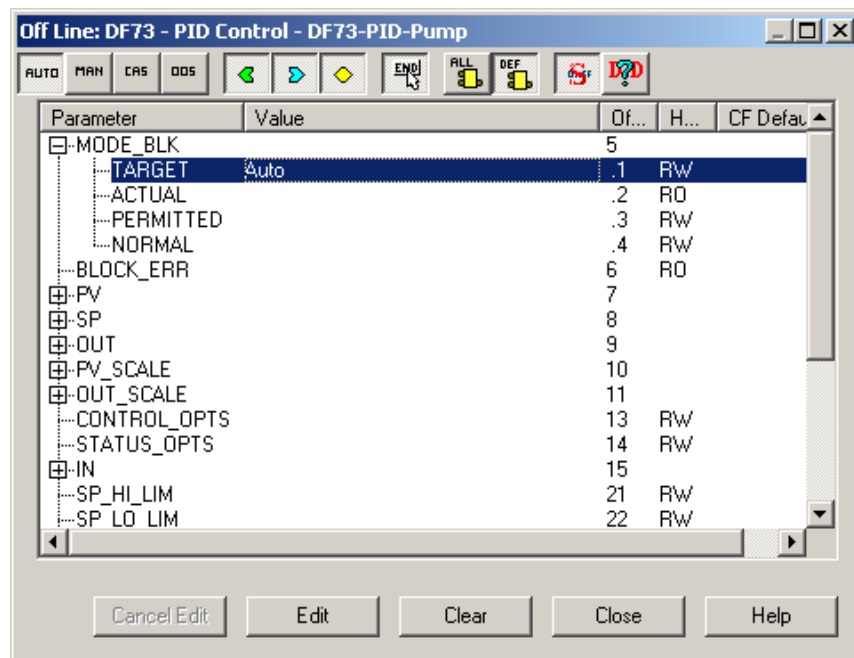 Off Line: DF73 - PID Control - DF73-PID-Pump
AUTO MAN CAS OOS END ALL DEF
Parameter Value Of... H... CF Defau
MODE_BLK 5
TARGET Auto .1 RW
ACTUAL .2 RO
PERMITTED .3 RW
NORMAL .4 RW
BLOCK_ERR 6 RO
PV 7
SP 8
OUT 9
PV_SCALE 10
OUT_SCALE 11
CONTROL_OPTS 13 RW
STATUS_OPTS 14 RW
IN 15
SP_HI_LIM 21 RW
SP_LO_LIM 22 RW
Cancel Edit Edit Clear Close Help